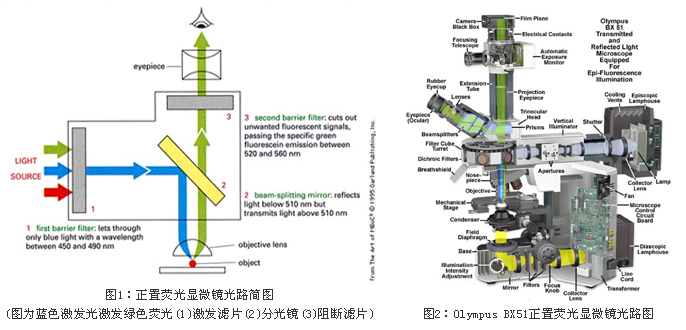 eyepiece
3 second barrier filter: cuts out
unwanted fluorescent signals,
passing the specific green
fluorescein emission between
520 and 560 nm
3
LIGHT
SOURCE
2
2 beam-splitting mirror: reflects
light below 510 nm but
transmits light above 510 nm
1
1 first barrier filter: lets through
only blue light with a wavelength
between 450 and 490 nm
objective lens
object
From The Art of MBoC³ © 1995 Garland Publishing, Inc.
图1：正置荧光显微镜光路简图
(图为蓝色激发光激发绿色荧光(1)激发滤片(2)分光镜(3)阻断滤片)
Camera
Black Box
Film Plane
Electrical Contacts
Focusing
Telescope
Automatic
Exposure
Monitor
Olympus
BX 51
Transmitted
and
Reflected Light
Microscope
Equipped
For
Epi-Fluorescence
Illumination
Rubber
Eyecup
Lenses
Extension
Tube
Projection
Eyepiece
Eyepiece
(Ocular)
Trinocular
Head
Prisms
Beamsplitters
Filter Cube
Turret
Dichroic Filters
Breathshield
Vertical
Illuminator
Shutter
Cooling
Vents
Episcopic
Lamphouse
Nose-
piece
Apertures
Lamp
Collector
Lens
Fan
Objective
Mechanical
Stage
Condenser
Microscope
Control
Circuit
Board
Field
Diaphragm
Base
Diascopic
Lamphouse
Illumination
Intensity
Adjustment
Mirror
Filters
Focus
Knob
Collector
Lens
Line
Cord
Transformer
图2：Olympus BX51正置荧光显微镜光路图